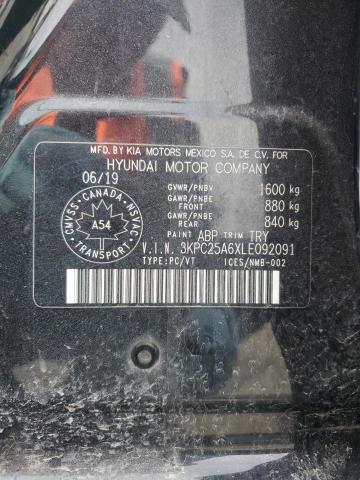 MFD. BY KIA MOTORS MEXICO S.A. DE C.V. FOR
HYUNDAI MOTOR COMPANY
06/19
GVWR/PNBV 1600 kg
GAWR/PNBE FRONT 880 kg
GAWR/PNBE REAR 840 kg
PAINT ABP TRIM TRY
V.I.N. 3KPC25A6XLE092091
TYPE:PC/VT ICES/NMB-002
CANADA
CMVSS NSVAC
A54
TRANSPORT